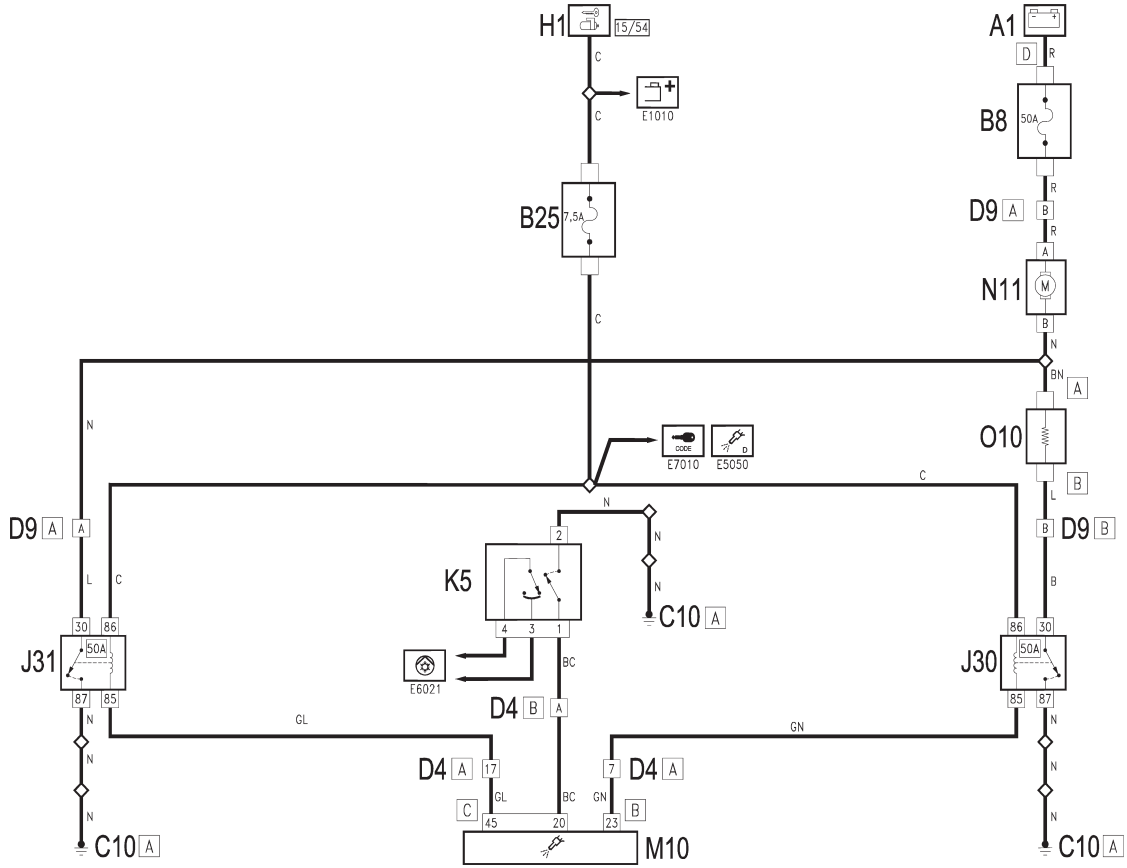 H1 15/54 A1
D R
C
E1010
C
B8 50A
R
B25 7,5A
D9 A B
R
A
N11 M
B
C
N
BN
A
N
O10
CODE D
E7010 E5050
C
B
L
N
D9 A A
2
N
B D9 B
K5
L C
N
B
C10 A
30 86
4 3 1
86 30
J31 50A
BC
J30 50A
E6021
87 85
85 87
N
D4 B A
N
GL
GN
N
D4 A 17
7 D4 A
N
GL BC GN
C
B
N
45 20 23
N
C10 A
M10
C10 A